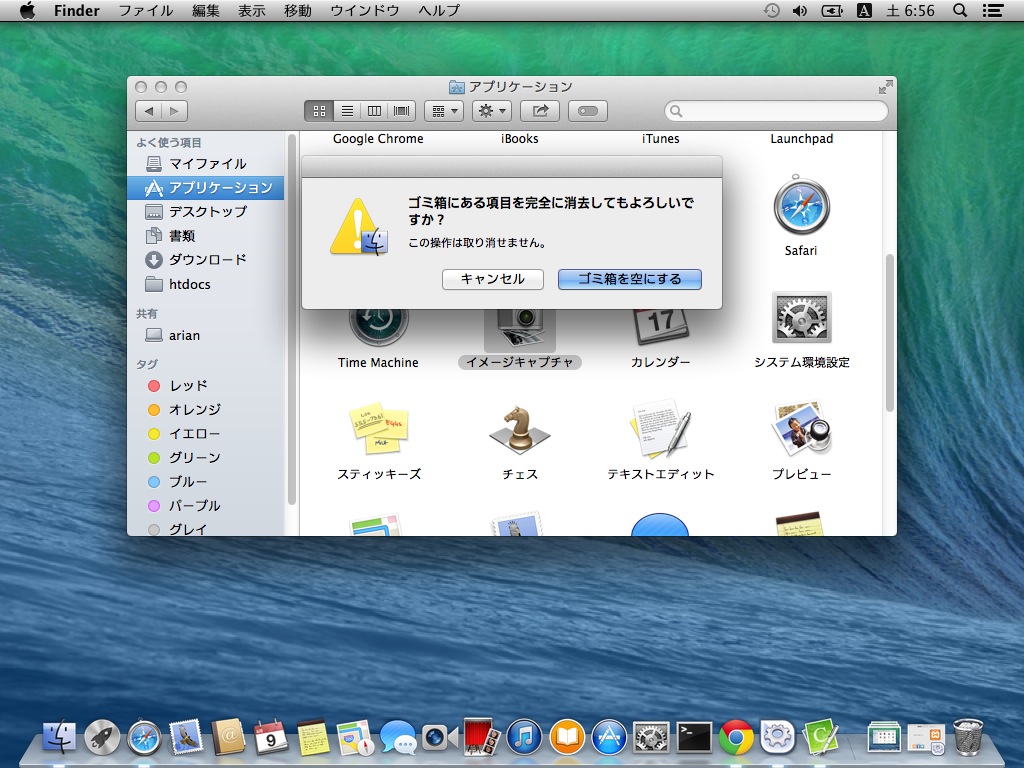 Finder ファイル 編集 表示 移動 ウインドウ ヘルプ A 土 6:56
アプリケーション
よく使う項目
マイファイル
アプリケーション
デスクトップ
書類
ダウンロード
htdocs
共有
arian
タグ
レッド
オレンジ
イエロー
グリーン
ブルー
パープル
グレイ
Google Chrome iBooks iTunes Launchpad
ゴミ箱にある項目を完全に消去してもよろしいで
すか？
この操作は取り消せません。
キャンセル ゴミ箱を空にする
Safari
17
Time Machine イメージキャプチャ カレンダー システム環境設定
スティッキーズ チェス テキストエディット プレビュー
9